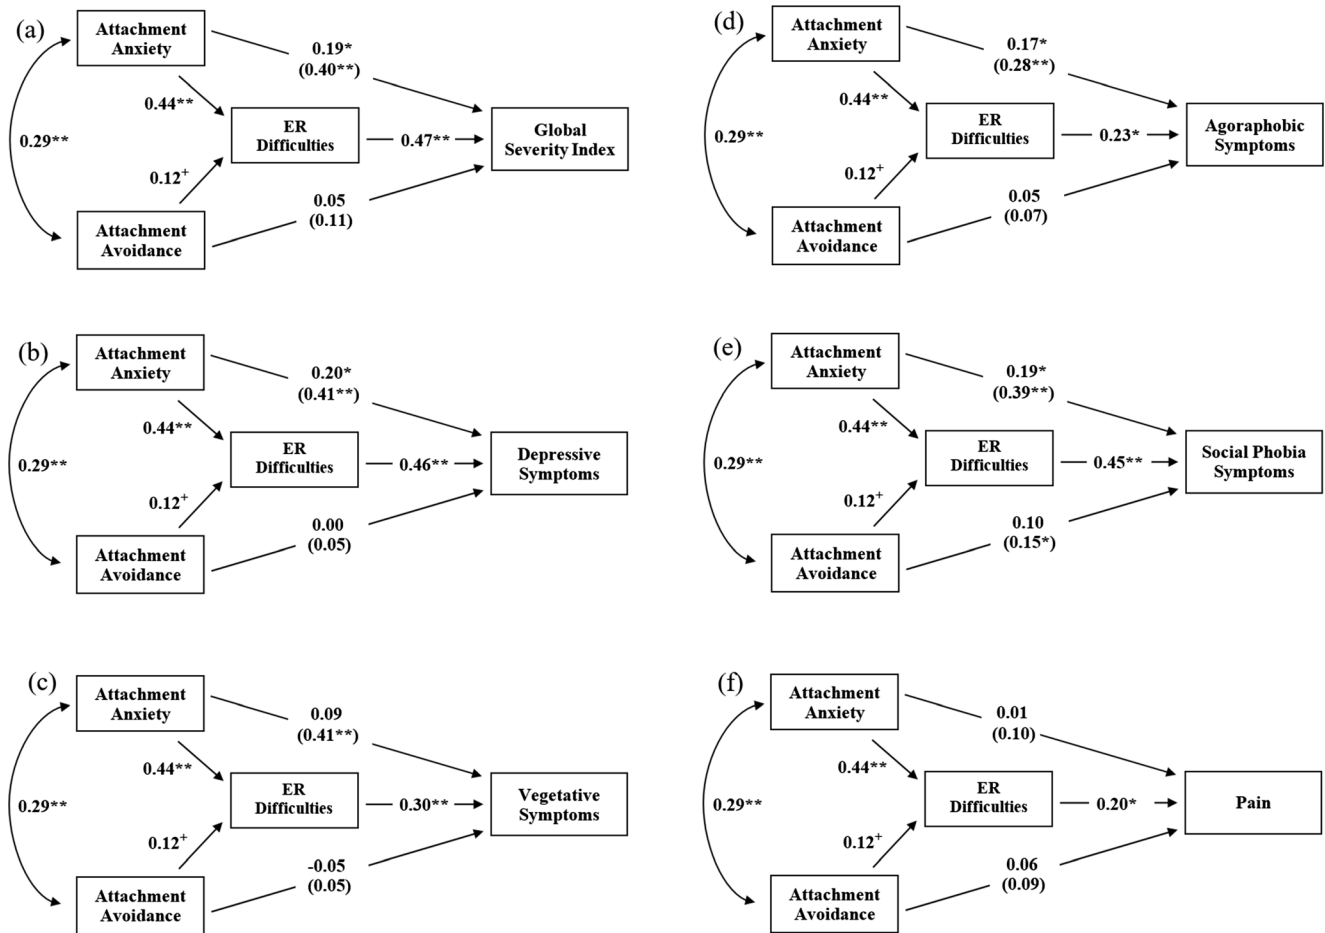 (a)
Attachment
Anxiety
0.19*
(0.40**)
0.44**
0.29**
ER
Difficulties
0.47**
Global
Severity Index
0.12+
0.05
(0.11)
Attachment
Avoidance
(b)
Attachment
Anxiety
0.20*
(0.41**)
0.44**
0.29**
ER
Difficulties
0.46**
Depressive
Symptoms
0.12+
0.00
(0.05)
Attachment
Avoidance
(c)
Attachment
Anxiety
0.09
(0.41**)
0.44**
0.29**
ER
Difficulties
0.30**
Vegetative
Symptoms
0.12+
-0.05
(0.05)
Attachment
Avoidance
(d)
Attachment
Anxiety
0.17*
(0.28**)
0.44**
0.29**
ER
Difficulties
0.23*
Agoraphobic
Symptoms
0.12+
0.05
(0.07)
Attachment
Avoidance
(e)
Attachment
Anxiety
0.19*
(0.39**)
0.44**
0.29**
ER
Difficulties
0.45**
Social Phobia
Symptoms
0.12+
0.10
(0.15*)
Attachment
Avoidance
(f)
Attachment
Anxiety
0.01
(0.10)
0.44**
0.29**
ER
Difficulties
0.20*
Pain
0.12+
0.06
(0.09)
Attachment
Avoidance